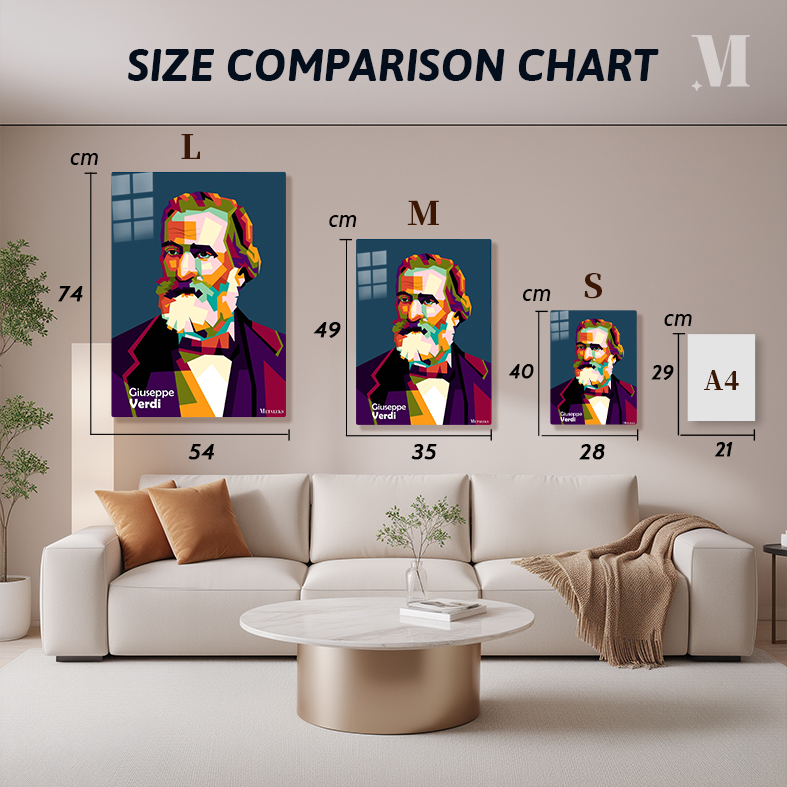 SIZE COMPARISON CHART
M
L
cm
74
54
Giuseppe
Verdi
METALUXS
M
cm
49
35
Giuseppe
Verdi
S
cm
40
28
Giuseppe
Verdi
cm
29
21
A4